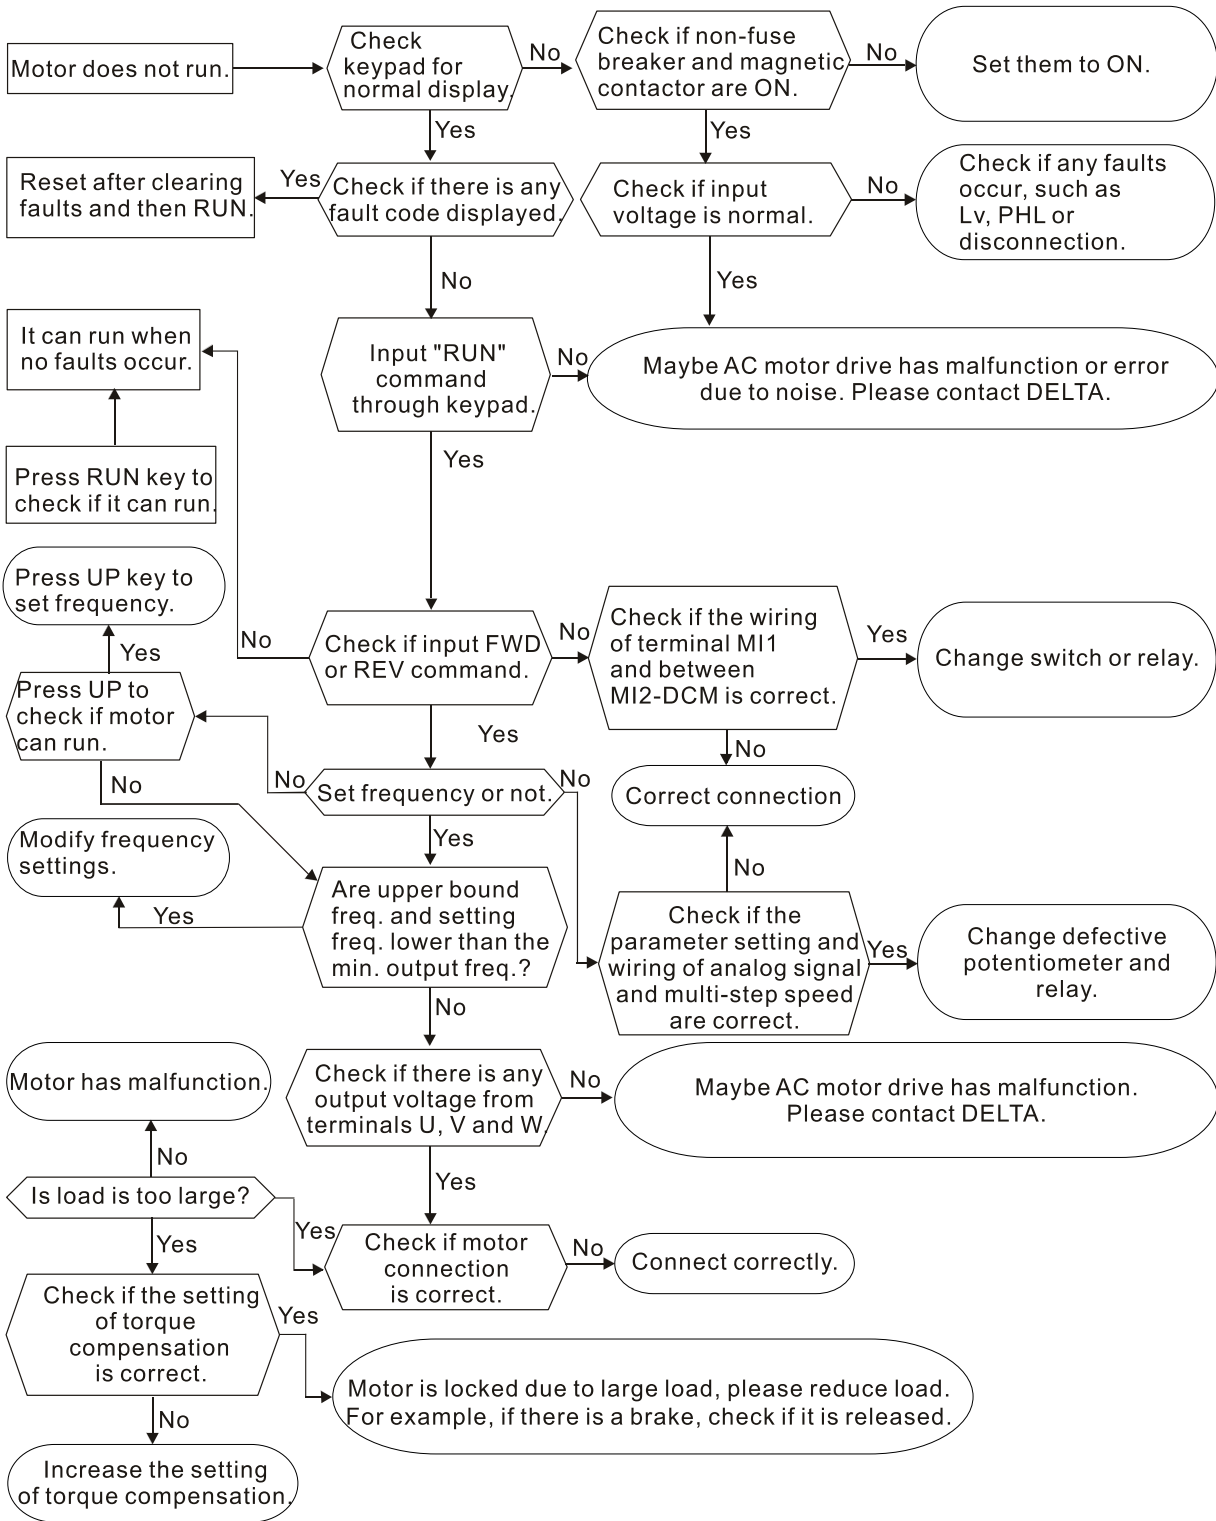 Motor does not run.
Check
keypad for
normal display.
No
Check if non-fuse
breaker and magnetic
contactor are ON.
No
Set them to ON.
Yes
Yes
Reset after clearing
faults and then RUN.
Yes
Check if there is any
fault code displayed.
Check if input
voltage is normal.
No
Check if any faults
occur, such as
Lv, PHL or
disconnection.
No
Yes
It can run when
no faults occur.
Input "RUN"
command
through keypad.
No
Maybe AC motor drive has malfunction or error
due to noise. Please contact DELTA.
Yes
Press RUN key to
check if it can run.
Press UP key to
set frequency.
Yes
No
Check if input FWD
or REV command.
No
Check if the wiring
of terminal MI1
and between
MI2-DCM is correct.
Yes
Change switch or relay.
Press UP to
check if motor
can run.
Yes
No
No
No
Set frequency or not.
No
Correct connection
Yes
No
Modify frequency
settings.
Yes
Are upper bound
freq. and setting
freq. lower than the
min. output freq.?
Check if the
parameter setting and
wiring of analog signal
and multi-step speed
are correct.
Yes
Change defective
potentiometer and
relay.
No
Motor has malfunction.
Check if there is any
output voltage from
terminals U, V and W.
No
Maybe AC motor drive has malfunction.
Please contact DELTA.
No
Yes
Is load is too large?
Yes
Yes
Check if motor
connection
is correct.
No
Connect correctly.
Check if the setting
of torque
compensation
is correct.
Yes
Motor is locked due to large load, please reduce load.
For example, if there is a brake, check if it is released.
No
Increase the setting
of torque compensation.